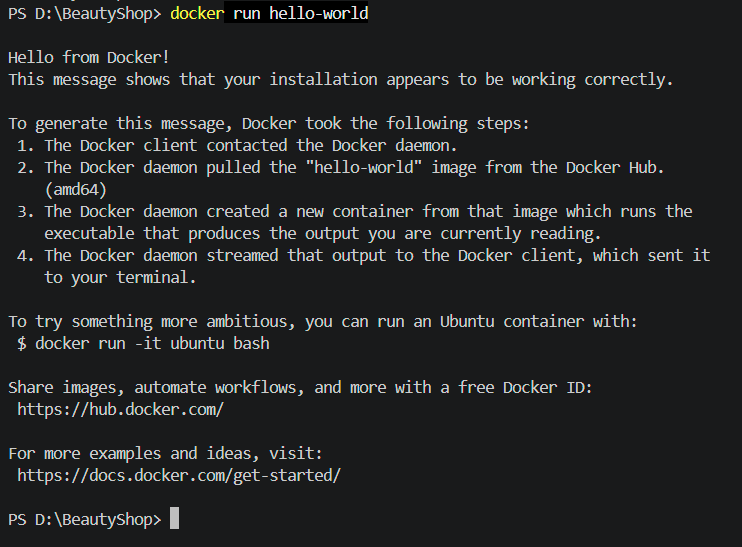 PS D:\BeautyShop> docker run hello-world
Hello from Docker!
This message shows that your installation appears to be working correctly.
To generate this message, Docker took the following steps:
1. The Docker client contacted the Docker daemon.
2. The Docker daemon pulled the "hello-world" image from the Docker Hub.
(amd64)
3. The Docker daemon created a new container from that image which runs the
executable that produces the output you are currently reading.
4. The Docker daemon streamed that output to the Docker client, which sent it
to your terminal.
To try something more ambitious, you can run an Ubuntu container with:
$ docker run -it ubuntu bash
Share images, automate workflows, and more with a free Docker ID:
https://hub.docker.com/
For more examples and ideas, visit:
https://docs.docker.com/get-started/
PS D:\BeautyShop>